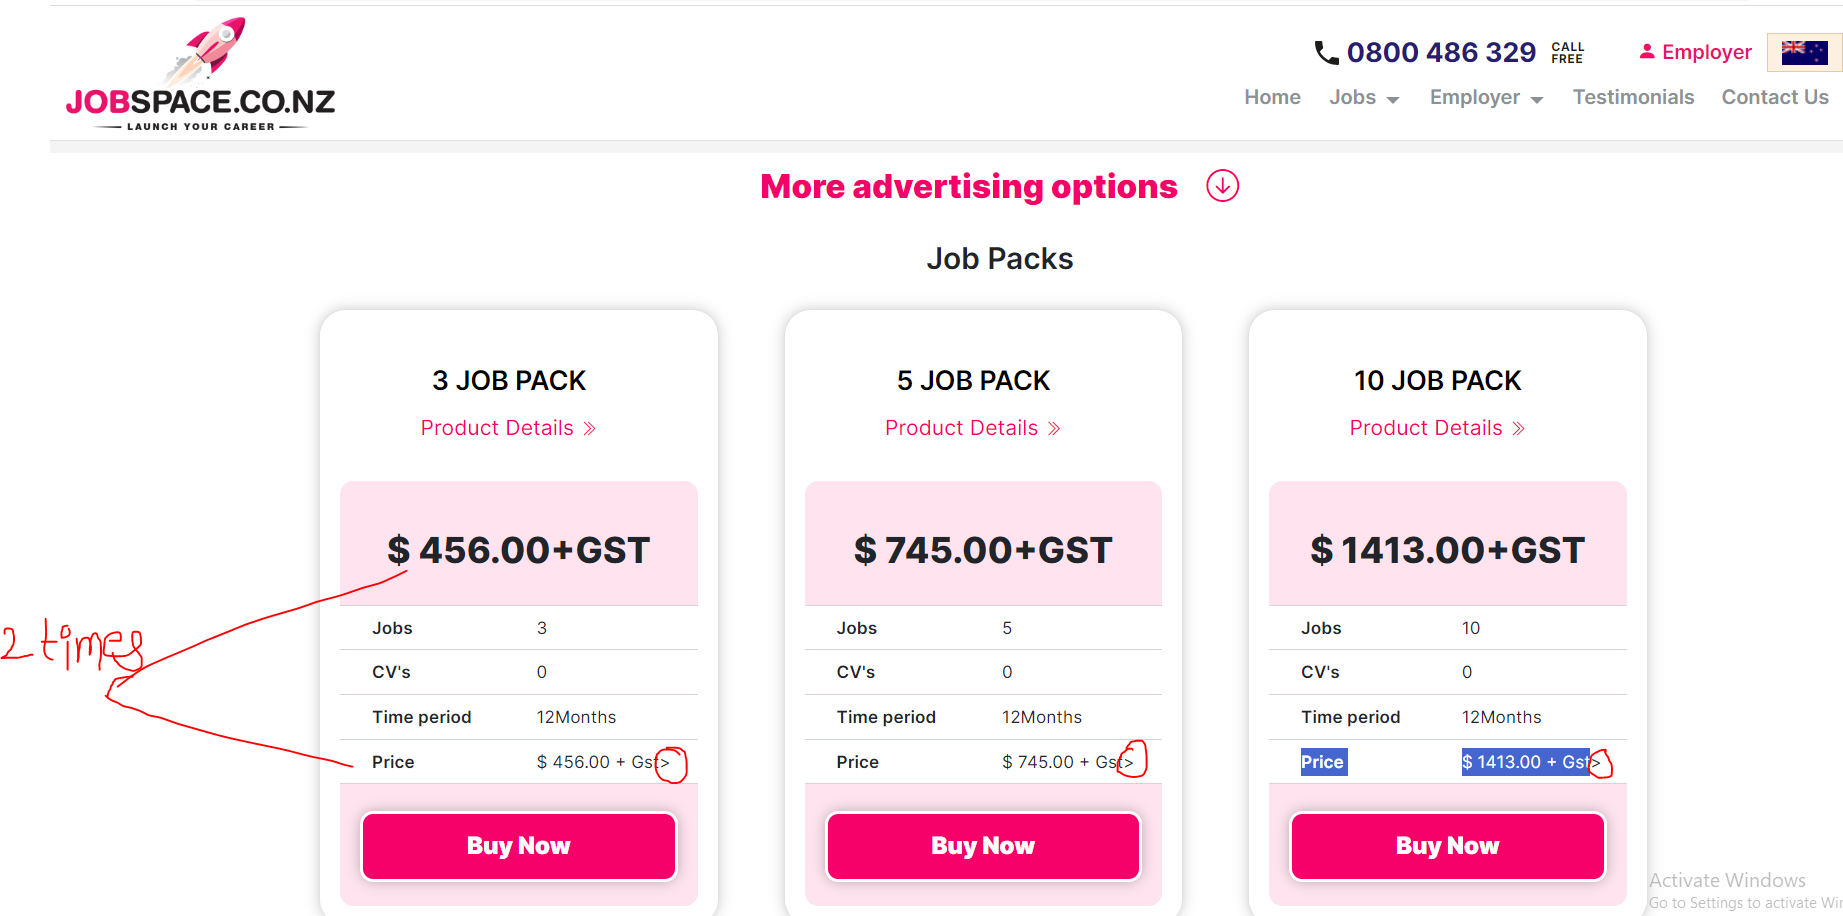 0800 486 329 CALL FREE Employer
JOBSPACE.CO.NZ
LAUNCH YOUR CAREER
Home Jobs Employer Testimonials Contact Us
More advertising options
Job Packs
3 JOB PACK
Product Details »
$ 456.00+GST
Jobs 3
CV's 0
Time period 12Months
Price $ 456.00 + Gst>
Buy Now
5 JOB PACK
Product Details »
$ 745.00+GST
Jobs 5
CV's 0
Time period 12Months
Price $ 745.00 + Gst>
Buy Now
10 JOB PACK
Product Details »
$ 1413.00+GST
Jobs 10
CV's 0
Time period 12Months
Price $ 1413.00 + Gst>
Buy Now
2 times
Activate Windows
Go to Settings to activate Wi